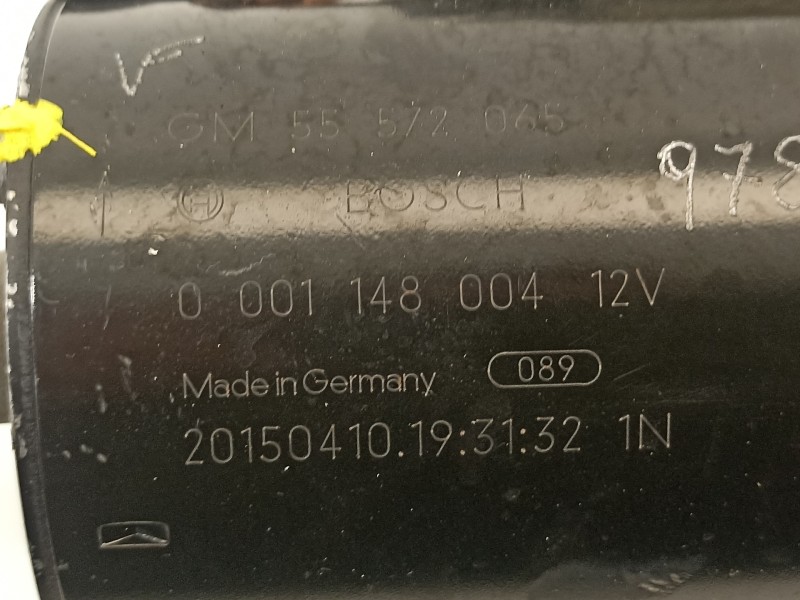 GM 55 572 065
BOSCH
978
0 001 148 004 12V
Made in Germany 089
20150410.19:31:32 1N